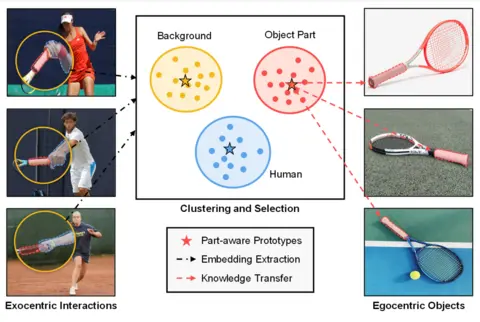 Background
Object Part
Human
Clustering and Selection
Part-aware Prototypes
Embedding Extraction
Knowledge Transfer
Exocentric Interactions
Egocentric Objects